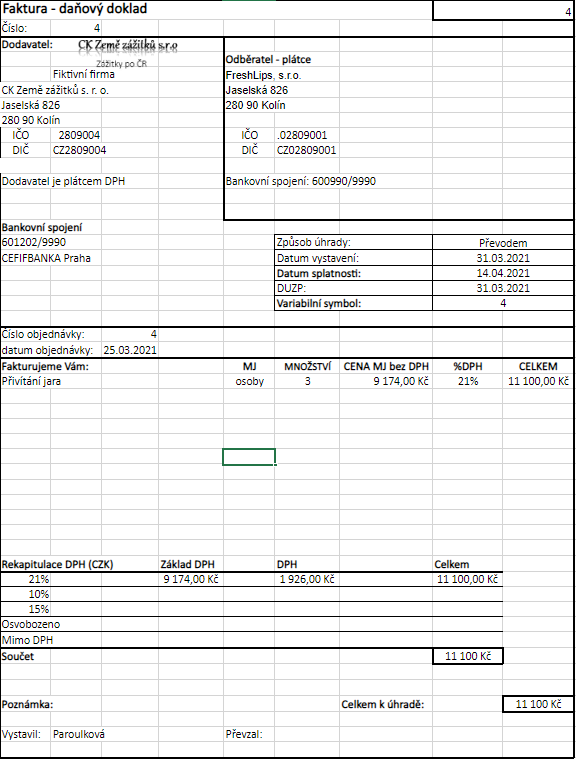 Faktura - daňový doklad
4
Číslo: 4
Dodavatel: CK Země zážitků s.r.o
Zážitky po ČR
Odběratel - plátce
Fiktivní firma
FreshLips, s.r.o.
CK Země zážitků s. r. o.
Jaselská 826
Jaselská 826
280 90 Kolín
280 90 Kolín
IČO 2809004
IČO .02809001
DIČ CZ2809004
DIČ CZ02809001
Dodavatel je plátcem DPH
Bankovní spojení: 600990/9990
Bankovní spojení
601202/9990
Způsob úhrady: Převodem
CEFIFBANKA Praha
Datum vystavení: 31.03.2021
Datum splatnosti: 14.04.2021
DUZP: 31.03.2021
Variabilní symbol: 4
Číslo objednávky: 4
datum objednávky: 25.03.2021
Fakturujeme Vám: MJ MNOŽSTVÍ CENA MJ bez DPH %DPH CELKEM
Přivítání jara osoby 3 9 174,00 Kč 21% 11 100,00 Kč
Rekapitulace DPH (CZK) Základ DPH DPH Celkem
21% 9 174,00 Kč 1 926,00 Kč 11 100,00 Kč
10%
15%
Osvobozeno
Mimo DPH
Součet 11 100 Kč
Poznámka: Celkem k úhradě: 11 100 Kč
Vystavil: Paroulková Převzal: